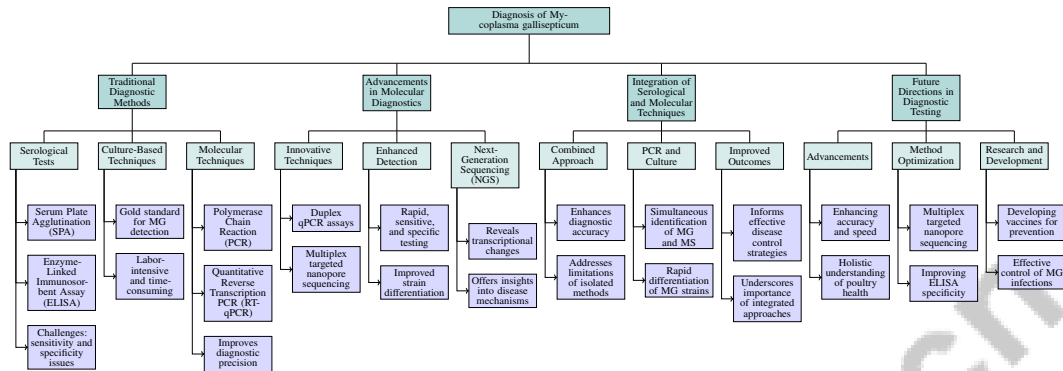 Diagnosis of My-
coplasma gallisepticum
Traditional
Diagnostic
Methods
Advancements
in Molecular
Diagnostics
Integration of
Serological
and Molecular
Techniques
Future
Directions in
Diagnostic
Testing
Serological
Tests
Culture-Based
Techniques
Molecular
Techniques
Innovative
Techniques
Enhanced
Detection
Next-
Generation
Sequencing
(NGS)
Combined
Approach
PCR and
Culture
Improved
Outcomes
Advancements
Method
Optimization
Research and
Development
Serum Plate
Agglutination
(SPA)
Enzyme-
Linked
Immunosor-
bent Assay
(ELISA)
Challenges:
sensitivity and
specificity
issues
Gold standard
for MG
detection
Labor-
intensive
and time-
consuming
Polymerase
Chain
Reaction
(PCR)
Quantitative
Reverse
Transcription
PCR (RT-
qPCR)
Improves
diagnostic
precision
Duplex
qPCR assays
Multiplex
targeted
nanopore
sequencing
Rapid,
sensitive,
and specific
testing
Improved
strain
differentiation
Reveals
transcriptional
changes
Offers insights
into disease
mechanisms
Enhances
diagnostic
accuracy
Addresses
limitations
of isolated
methods
Simultaneous
identification
of MG
and MS
Rapid
differentiation
of MG strains
Informs
effective
disease
control
strategies
Underscores
importance
of integrated
approaches
Enhancing
accuracy
and speed
Holistic
understanding
of poultry
health
Multiplex
targeted
nanopore
sequencing
Improving
ELISA
specificity
Developing
vaccines for
prevention
Effective
control of MG
infections